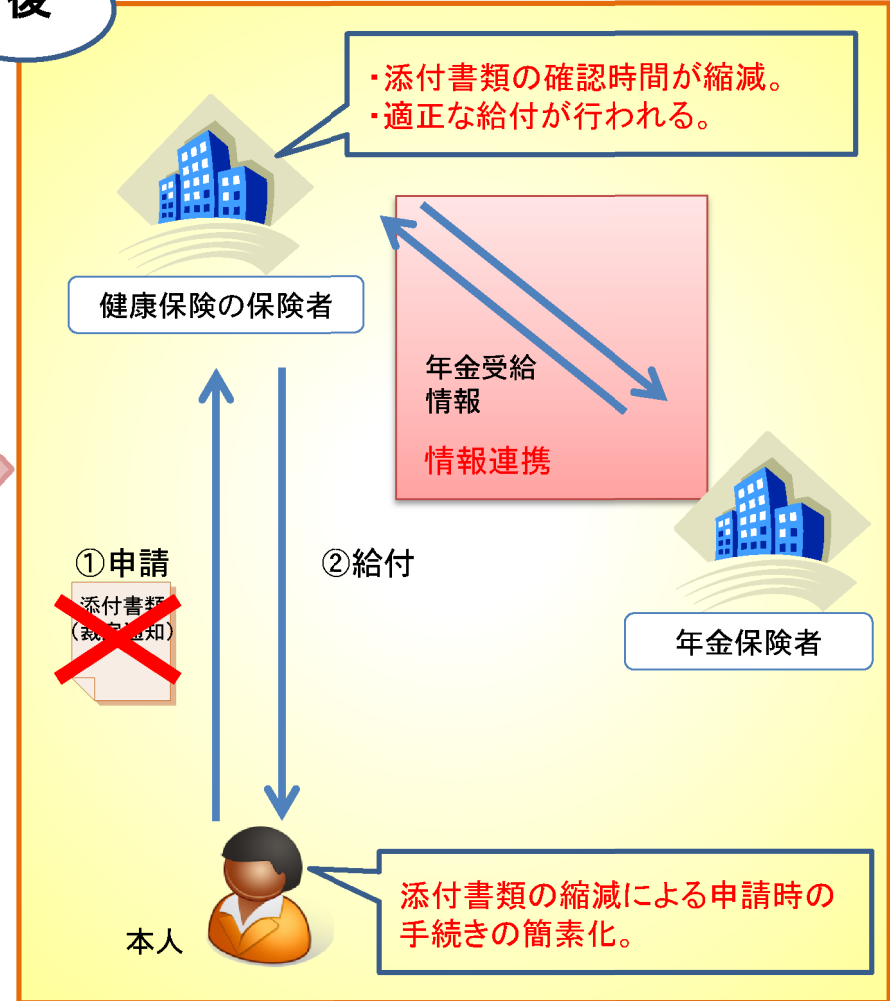 後
・添付書類の確認時間が縮減。
・適正な給付が行われる。
健康保険の保険者
年金受給
情報
情報連携
①申請
②給付
添付書類
(裁定通知)
年金保険者
添付書類の縮減による申請時の
手続きの簡素化。
本人